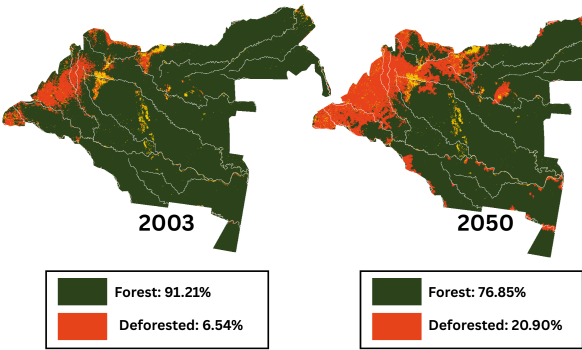 2003
2050
Forest: 91.21%
Deforested: 6.54%
Forest: 76.85%
Deforested: 20.90%